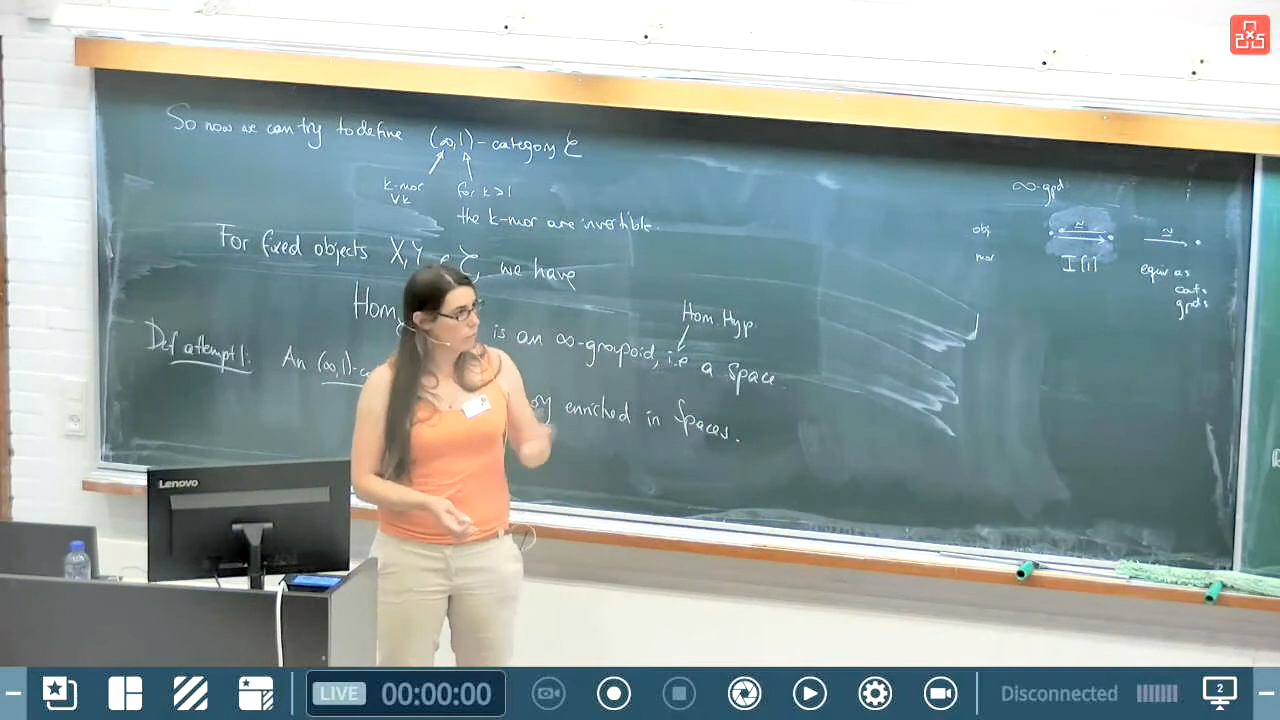 So now we can try to define (∞,1)-category C
k-mor for k>1
∀k the k-mor are invertible.
For fixed objects X, Y we have
Hom is an ∞-groupoid, i.e a space.
Hom. Hyp.
Def attempt 1: An (∞,1)-c enriched in Spaces.
∞-gpd
obj
mor
~
I[1]
~
equiv as
cats
gpds
Lenovo
LIVE 00:00:00
Disconnected
2